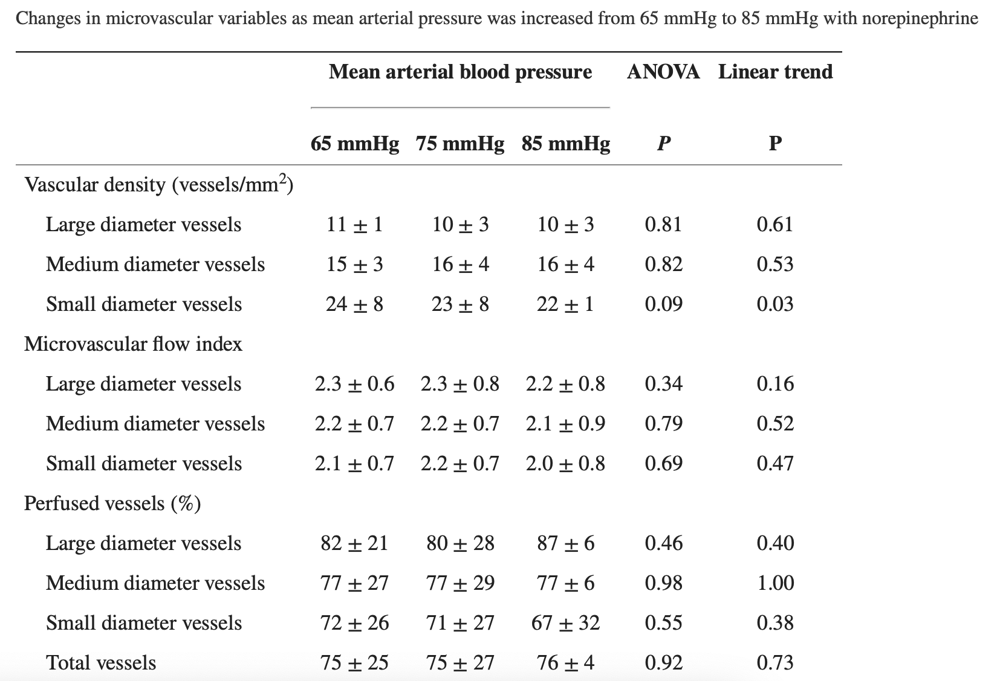 Changes in microvascular variables as mean arterial pressure was increased from 65 mmHg to 85 mmHg with norepinephrine
Mean arterial blood pressure ANOVA Linear trend
65 mmHg 75 mmHg 85 mmHg P P
Vascular density (vessels/mm²)
Large diameter vessels 11 ± 1 10 ± 3 10 ± 3 0.81 0.61
Medium diameter vessels 15 ± 3 16 ± 4 16 ± 4 0.82 0.53
Small diameter vessels 24 ± 8 23 ± 8 22 ± 1 0.09 0.03
Microvascular flow index
Large diameter vessels 2.3 ± 0.6 2.3 ± 0.8 2.2 ± 0.8 0.34 0.16
Medium diameter vessels 2.2 ± 0.7 2.2 ± 0.7 2.1 ± 0.9 0.79 0.52
Small diameter vessels 2.1 ± 0.7 2.2 ± 0.7 2.0 ± 0.8 0.69 0.47
Perfused vessels (%)
Large diameter vessels 82 ± 21 80 ± 28 87 ± 6 0.46 0.40
Medium diameter vessels 77 ± 27 77 ± 29 77 ± 6 0.98 1.00
Small diameter vessels 72 ± 26 71 ± 27 67 ± 32 0.55 0.38
Total vessels 75 ± 25 75 ± 27 76 ± 4 0.92 0.73